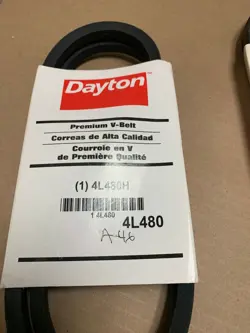 Dayton
Premium V-Belt
Correas de Alta Calidad
Courroie en V
de Première Qualité
(1) 4L480H
1 4L480
4L480
A-46